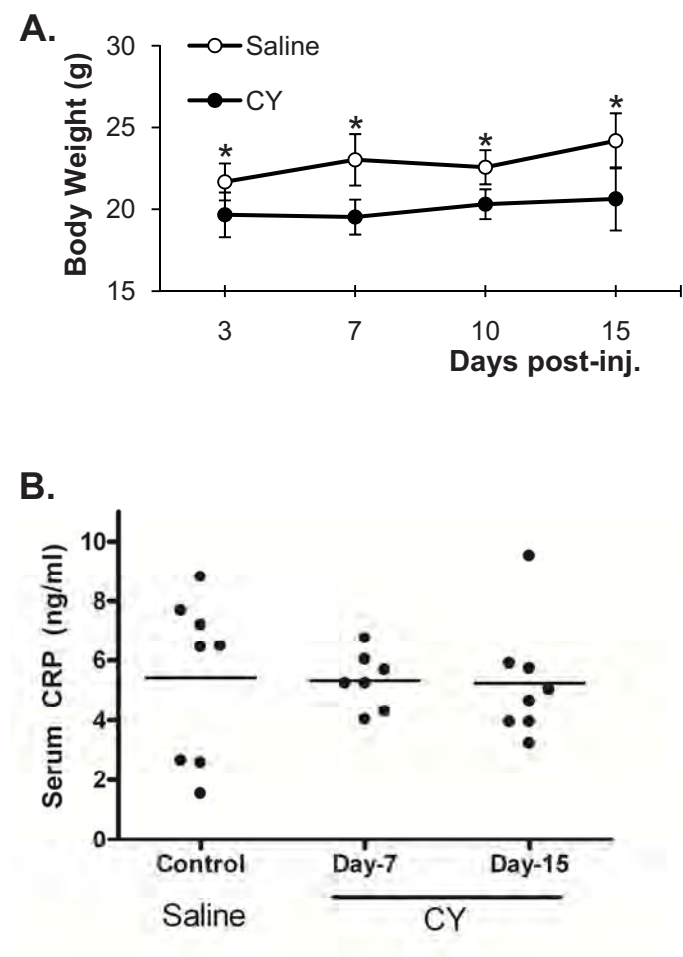 A.
Body Weight (g)
30
25
20
15
Saline
CY
* * * *
3 7 10 15
Days post-inj.
B.
Serum CRP (ng/ml)
10
8
6
4
2
0
Control Day-7 Day-15
Saline CY